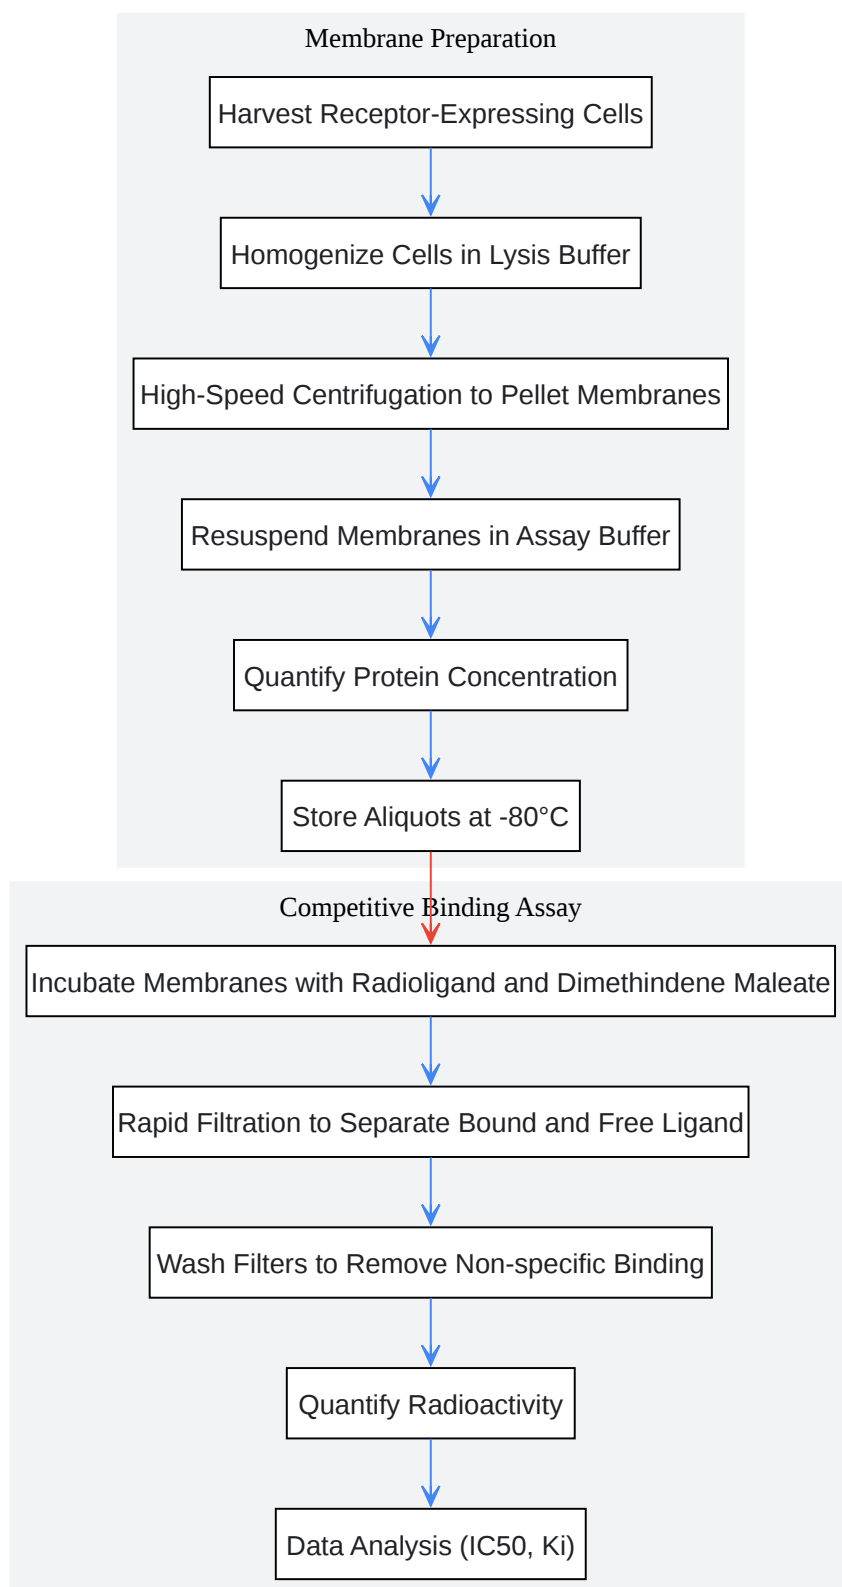 Membrane Preparation
Harvest Receptor-Expressing Cells
Homogenize Cells in Lysis Buffer
High-Speed Centrifugation to Pellet Membranes
Resuspend Membranes in Assay Buffer
Quantify Protein Concentration
Store Aliquots at -80°C
Competitive Binding Assay
Incubate Membranes with Radioligand and Dimethindene Maleate
Rapid Filtration to Separate Bound and Free Ligand
Wash Filters to Remove Non-specific Binding
Quantify Radioactivity
Data Analysis (IC50, Ki)